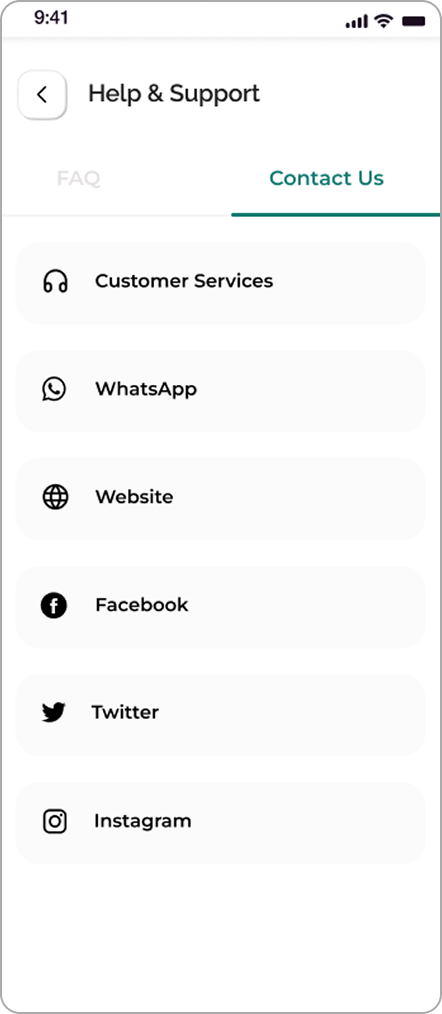 9:41
Help & Support
FAQ
Contact Us
Customer Services
WhatsApp
Website
Facebook
Twitter
Instagram